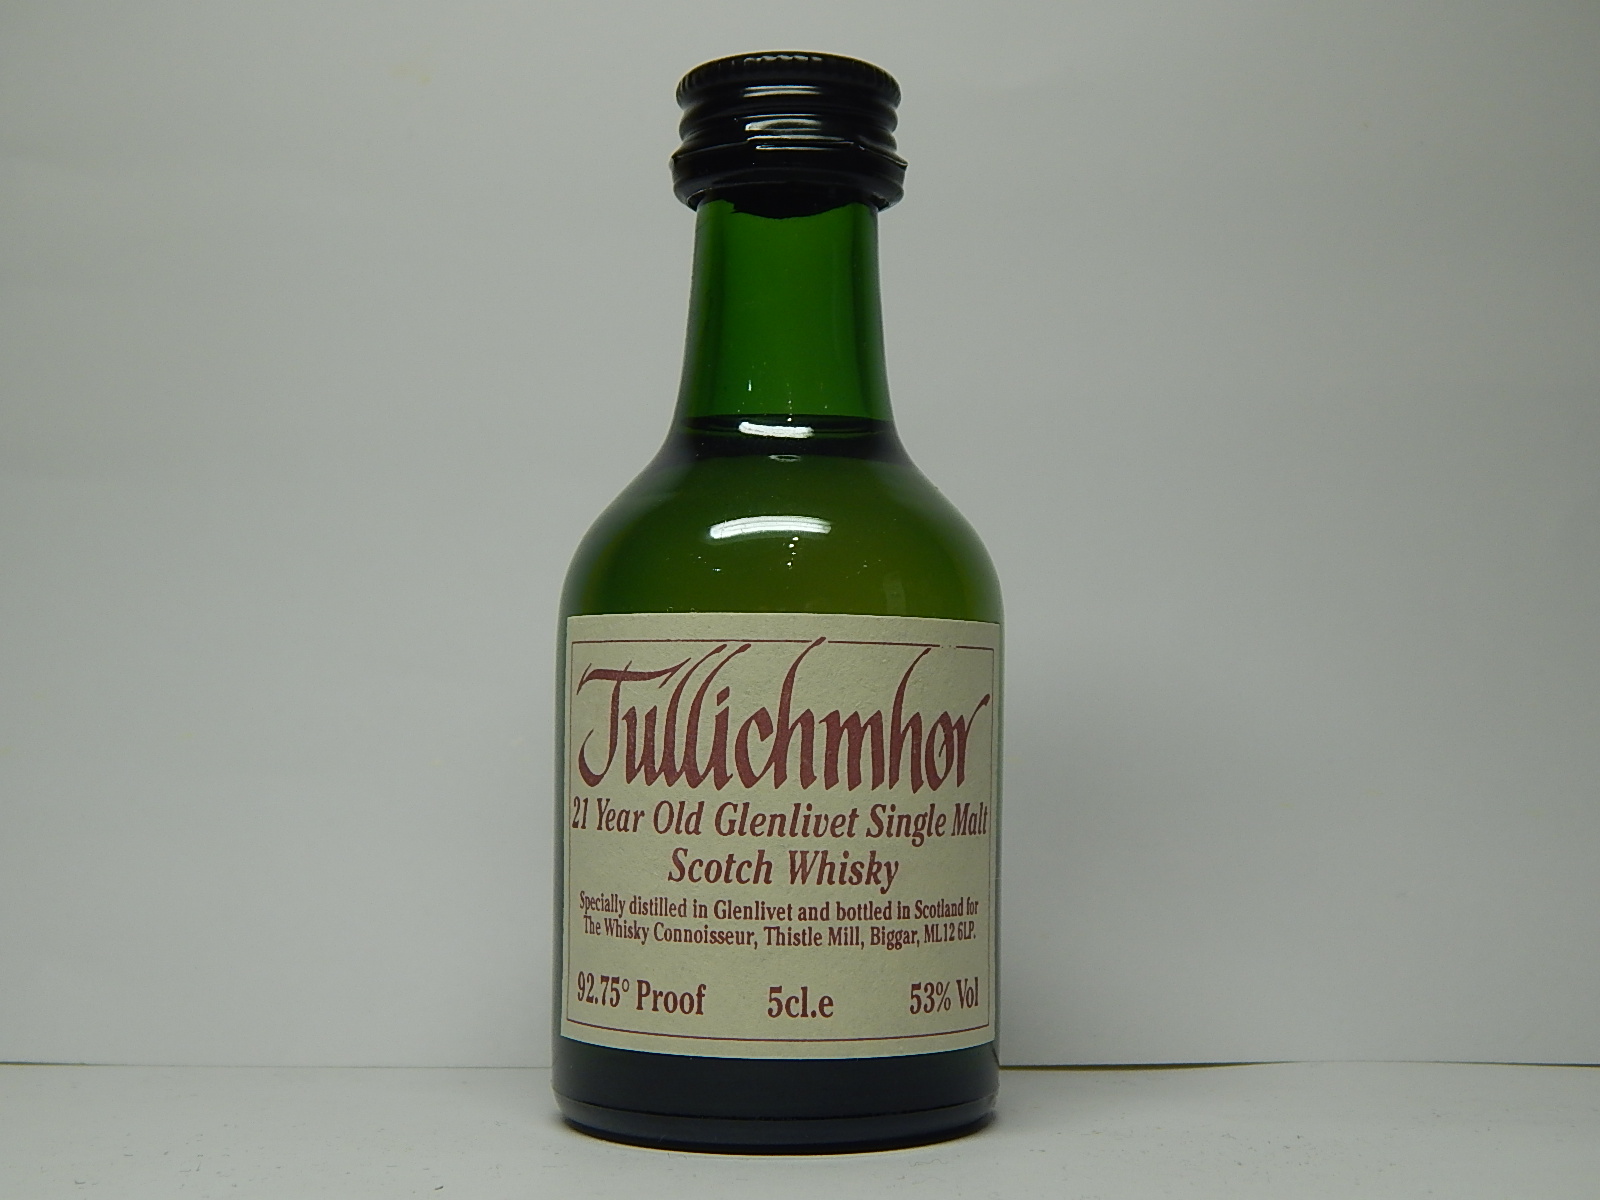 Tullichmhor
21 Year Old Glenlivet Single Malt
Scotch Whisky
Specially distilled in Glenlivet and bottled in Scotland for
The Whisky Connoisseur, Thistle Mill, Biggar, ML12 6LP.
92.75° Proof 5cl.e 53% Vol